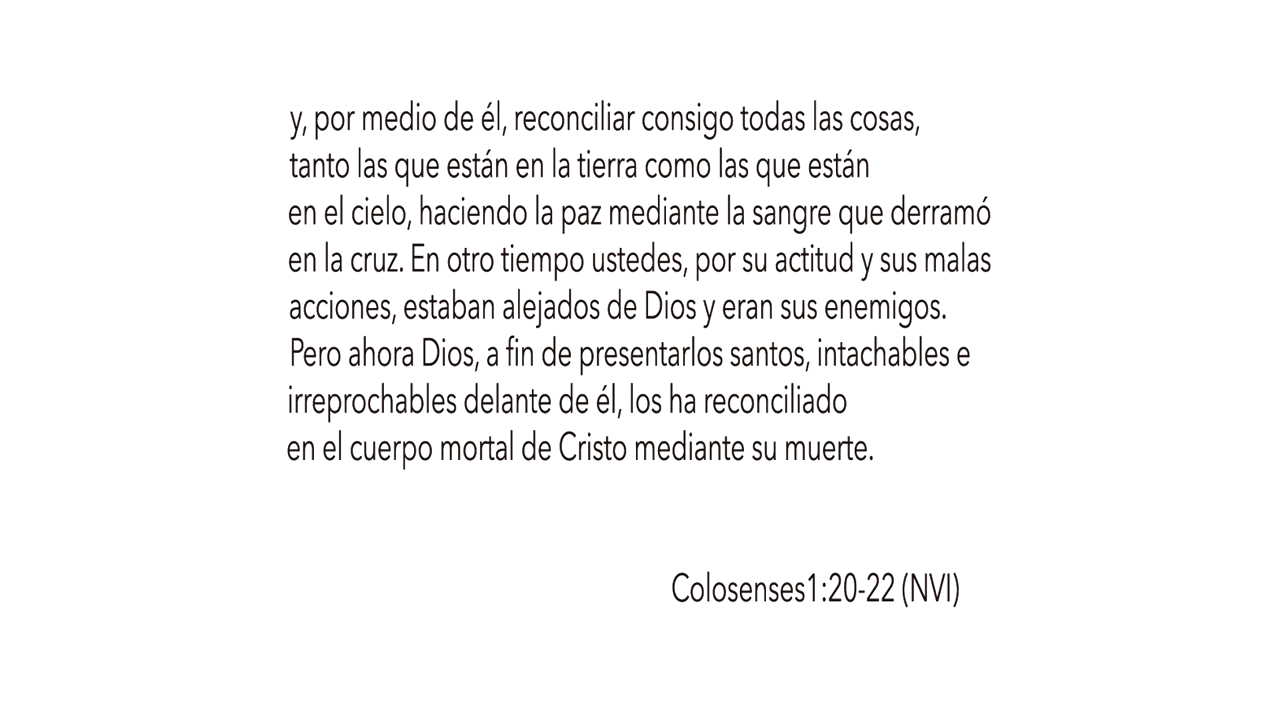 y, por medio de él, reconciliar consigo todas las cosas,
tanto las que están en la tierra como las que están
en el cielo, haciendo la paz mediante la sangre que derramó
en la cruz. En otro tiempo ustedes, por su actitud y sus malas
acciones, estaban alejados de Dios y eran sus enemigos.
Pero ahora Dios, a fin de presentarlos santos, intachables e
irreprochables delante de él, los ha reconciliado
en el cuerpo mortal de Cristo mediante su muerte.
Colosenses1:20-22 (NVI)